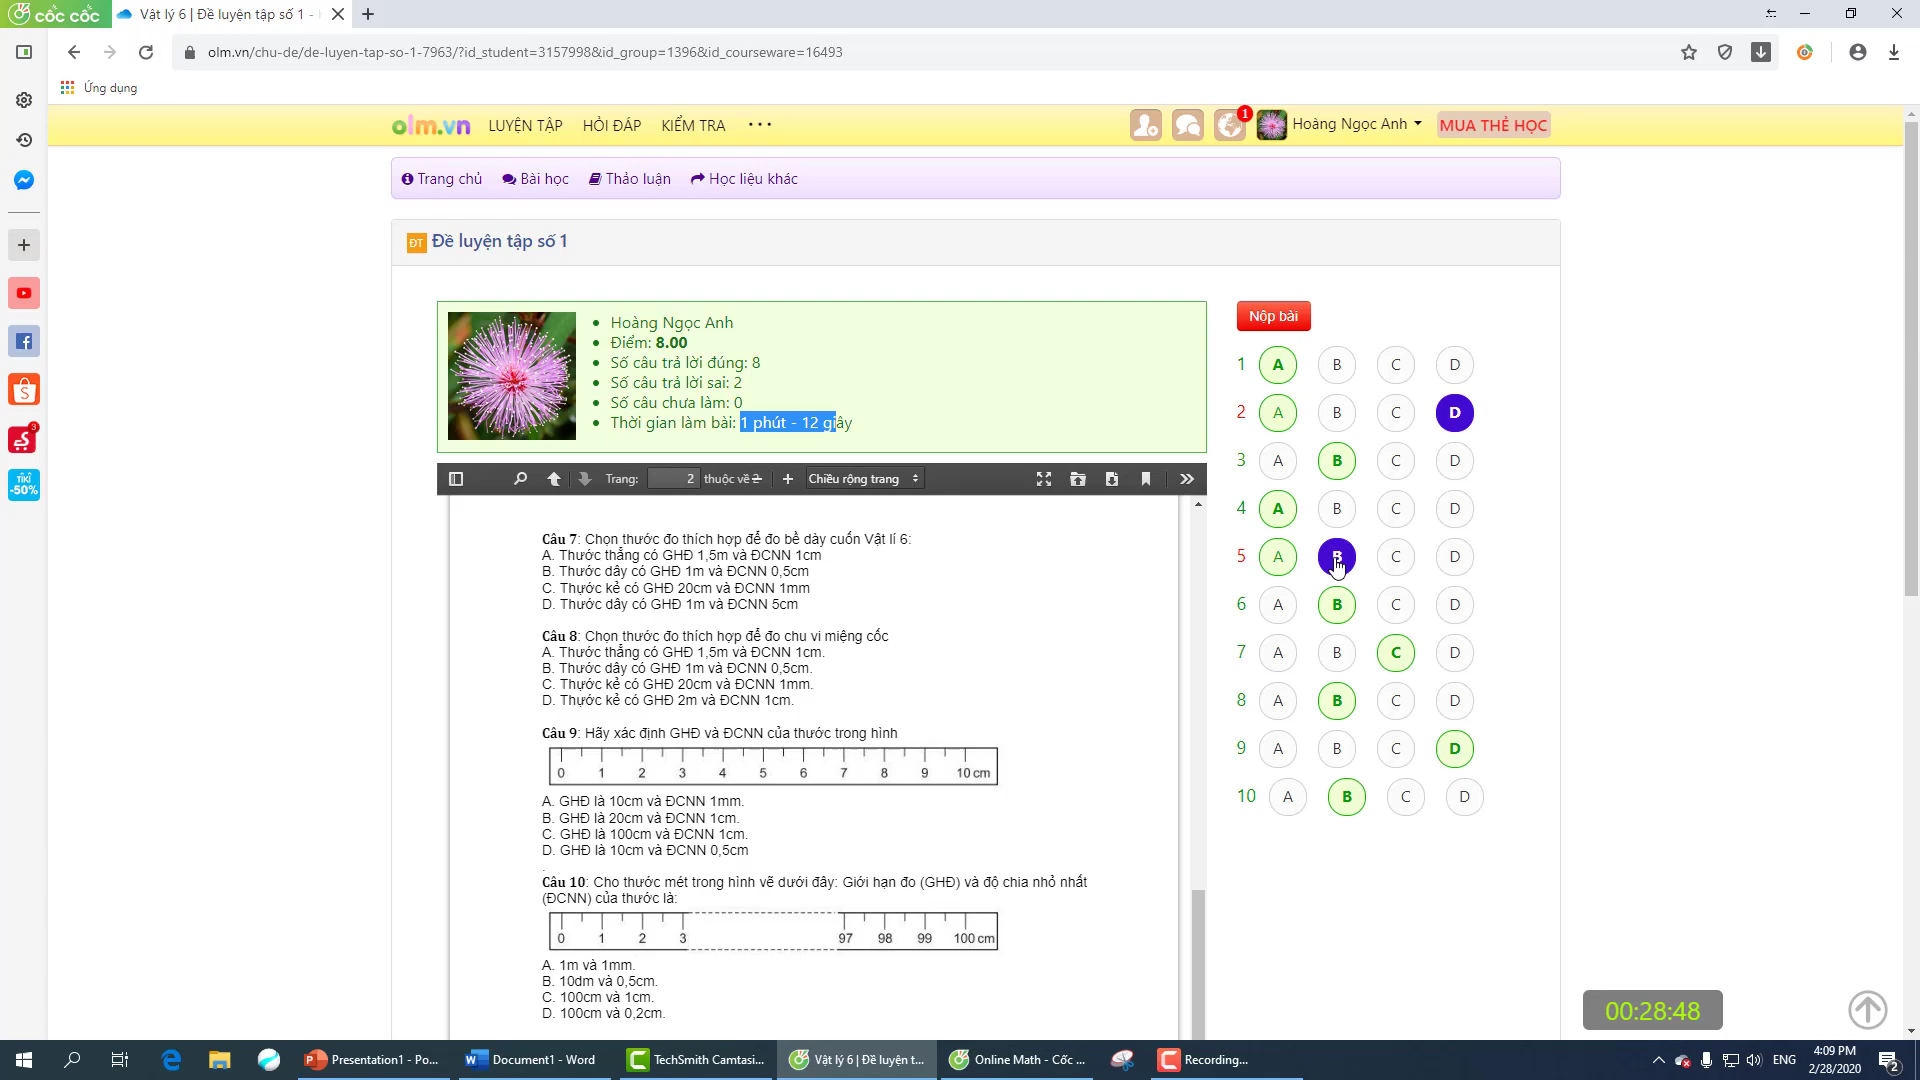 cốc cốc
Vật lý 6 | Đề luyện tập số 1 -
olm.vn/chu-de/de-luyen-tap-so-1-7963/?id_student=3157998&id_group=1396&id_courseware=16493
Ứng dụng
olm.vn LUYỆN TẬP HỎI ĐÁP KIỂM TRA ••• 1 Hoàng Ngọc Anh MUA THẺ HỌC
Trang chủ Bài học Thảo luận Học liệu khác
ĐT Đề luyện tập số 1
Hoàng Ngọc Anh
Điểm: 8.00
Số câu trả lời đúng: 8
Số câu trả lời sai: 2
Số câu chưa làm: 0
Thời gian làm bài: 1 phút - 12 giây
Trang: 2 thuộc về 2 Chiều rộng trang
Câu 7: Chọn thước đo thích hợp để đo bề dày cuốn Vật lí 6:
A. Thước thẳng có GHĐ 1,5m và ĐCNN 1cm
B. Thước dây có GHĐ 1m và ĐCNN 0,5cm
C. Thước kẻ có GHĐ 20cm và ĐCNN 1mm
D. Thước dây có GHĐ 1m và ĐCNN 5cm
Câu 8: Chọn thước đo thích hợp để đo chu vi miệng cốc
A. Thước thẳng có GHĐ 1,5m và ĐCNN 1cm.
B. Thước dây có GHĐ 1m và ĐCNN 0,5cm.
C. Thước kẻ có GHĐ 20cm và ĐCNN 1mm.
D. Thước kẻ có GHĐ 2m và ĐCNN 1cm.
Câu 9: Hãy xác định GHĐ và ĐCNN của thước trong hình
0 1 2 3 4 5 6 7 8 9 10 cm
A. GHĐ là 10cm và ĐCNN 1mm.
B. GHĐ là 20cm và ĐCNN 1cm.
C. GHĐ là 100cm và ĐCNN 1cm.
D. GHĐ là 10cm và ĐCNN 0,5cm
.
Câu 10: Cho thước mét trong hình vẽ dưới đây: Giới hạn đo (GHĐ) và độ chia nhỏ nhất
(ĐCNN) của thước là:
0 1 2 3 97 98 99 100 cm
A. 1m và 1mm.
B. 10dm và 0,5cm.
C. 100cm và 1cm.
D. 100cm và 0,2cm.
Nộp bài
1 A B C D
2 A B C D
3 A B C D
4 A B C D
5 A B C D
6 A B C D
7 A B C D
8 A B C D
9 A B C D
10 A B C D
00:28:48
3
TIKI
-50%
Presentation1 - Po... Document1 - Word TechSmith Camtasi... Vật lý 6 | Đề luyện t... Online Math - Cốc ... Recording...
ENG
4:09 PM
2/28/2020
2